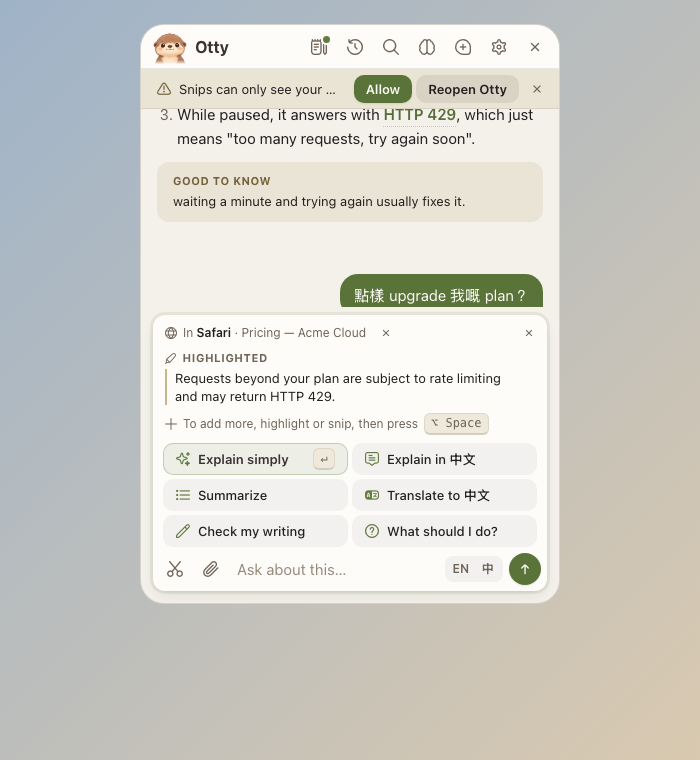 Otty
Snips can only see your ...
Allow
Reopen Otty
3. While paused, it answers with HTTP 429, which just
means "too many requests, try again soon".
GOOD TO KNOW
waiting a minute and trying again usually fixes it.
點樣 upgrade 我嘅 plan？
In Safari · Pricing — Acme Cloud
HIGHLIGHTED
Requests beyond your plan are subject to rate limiting
and may return HTTP 429.
To add more, highlight or snip, then press ⌥ Space
Explain simply
Explain in 中文
Summarize
Translate to 中文
Check my writing
What should I do?
Ask about this...
EN 中